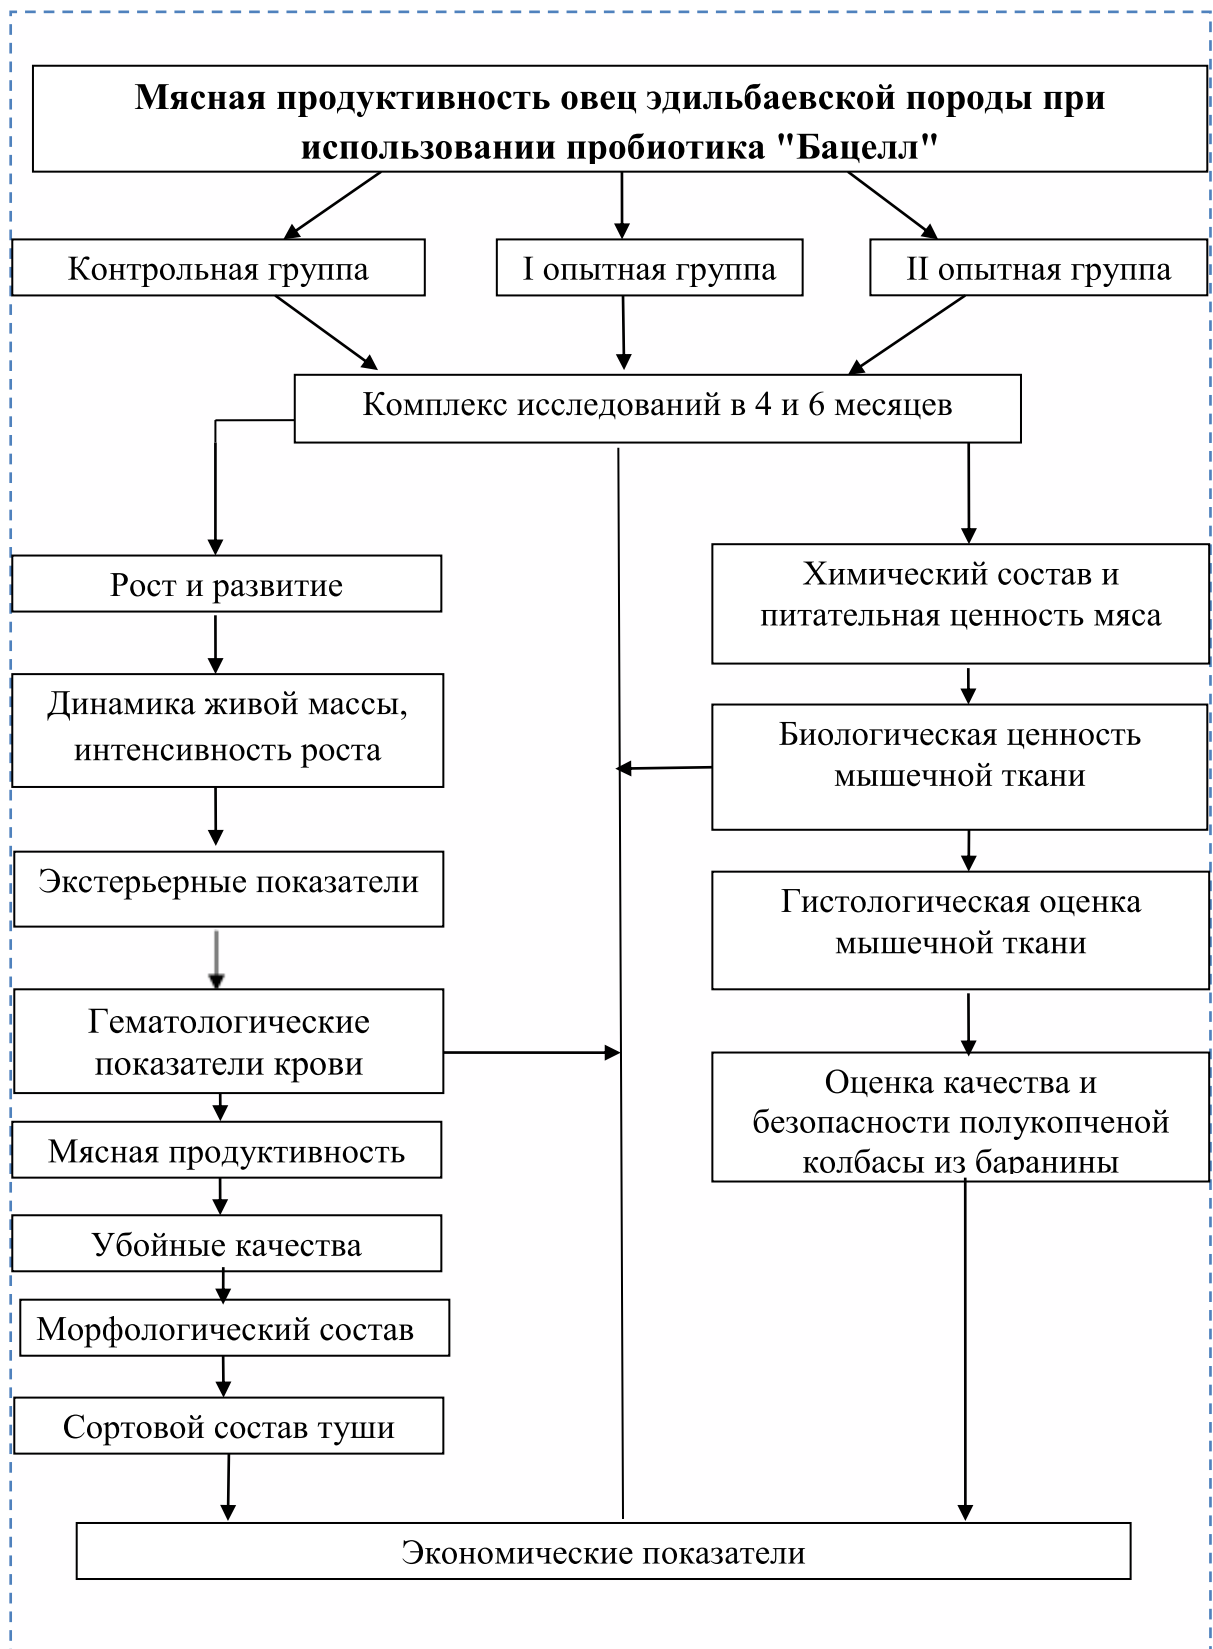 Мясная продуктивность овец эдильбаевской породы при
использовании пробиотика "Бацелл"
Контрольная группа
I опытная группа
II опытная группа
Комплекс исследований в 4 и 6 месяцев
Рост и развитие
Динамика живой массы,
интенсивность роста
Экстерьерные показатели
Гематологические
показатели крови
Мясная продуктивность
Убойные качества
Морфологический состав
Сортовой состав туши
Химический состав и
питательная ценность мяса
Биологическая ценность
мышечной ткани
Гистологическая оценка
мышечной ткани
Оценка качества и
безопасности полукопченой
колбасы из баранины
Экономические показатели